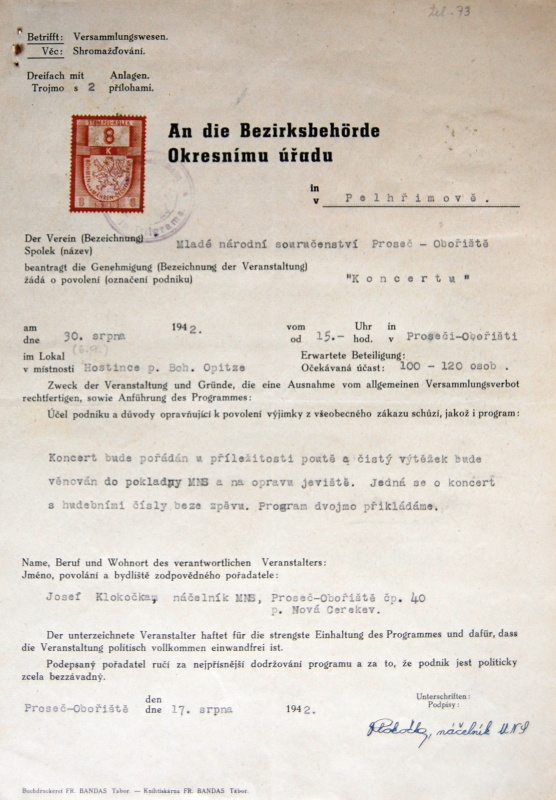 žel. 73
Betrifft: Versammlungswesen.
Věc: Shromažďování.
Dreifach mit Anlagen.
Trojmo s 2 přílohami.
8
K
An die Bezirksbehörde
Okresnímu úřadu
in
v Pelhřimově.
Der Verein (Bezeichnung)
Spolek (název) Mladé národní souručenství Proseč - Obořiště
beantragt die Genehmigung (Bezeichnung der Veranstaltung)
žádá o povolení (označení podniku) "Koncertu"
am 1942. vom Uhr in
dne 30. srpna od 15.- hod. v Proseči-Obořišti
im Lokal Erwartete Beteiligung:
v místnosti Hostince p. Boh. Opitze Očekávaná účast: 100 - 120 osob.
Zweck der Veranstaltung und Gründe, die eine Ausnahme vom allgemeinen Versammlungsverbot
rechtfertigen, sowie Anführung des Programmes:
Účel podniku a důvody opravňující k povolení výjimky z všeobecného zákazu schůzí, jakož i program:
Koncert bude pořádán u příležitosti poutě a čistý výtěžek bude
věnován do pokladny MNS a na opravu jeviště. Jedná se o koncert
s hudebními čísly beze zpěvu. Program dvojmo přikládáme.
Name, Beruf und Wohnort des verantwortlichen Veranstalters:
Jméno, povolání a bydliště zodpovědného pořadatele:
Josef Klokočka, náčelník MNS, Proseč-Obořiště čp. 40
p. Nová Cerekev.
Der unterzeichnete Veranstalter haftet für die strengste Einhaltung des Programmes und dafür, dass
die Veranstaltung politisch vollkommen einwandfrei ist.
Podepsaný pořadatel ručí za nejpřísnější dodržování programu a za to, že podnik jest politicky
zcela bezzávadný.
den Unterschriften:
Proseč-Obořiště dne 17. srpna 1942. Podpisy:
Klokočka, náčelník MNS
Buchdruckerei FR. BANDAS Tabor. — Knihtiskárna FR. BANDAS Tábor.